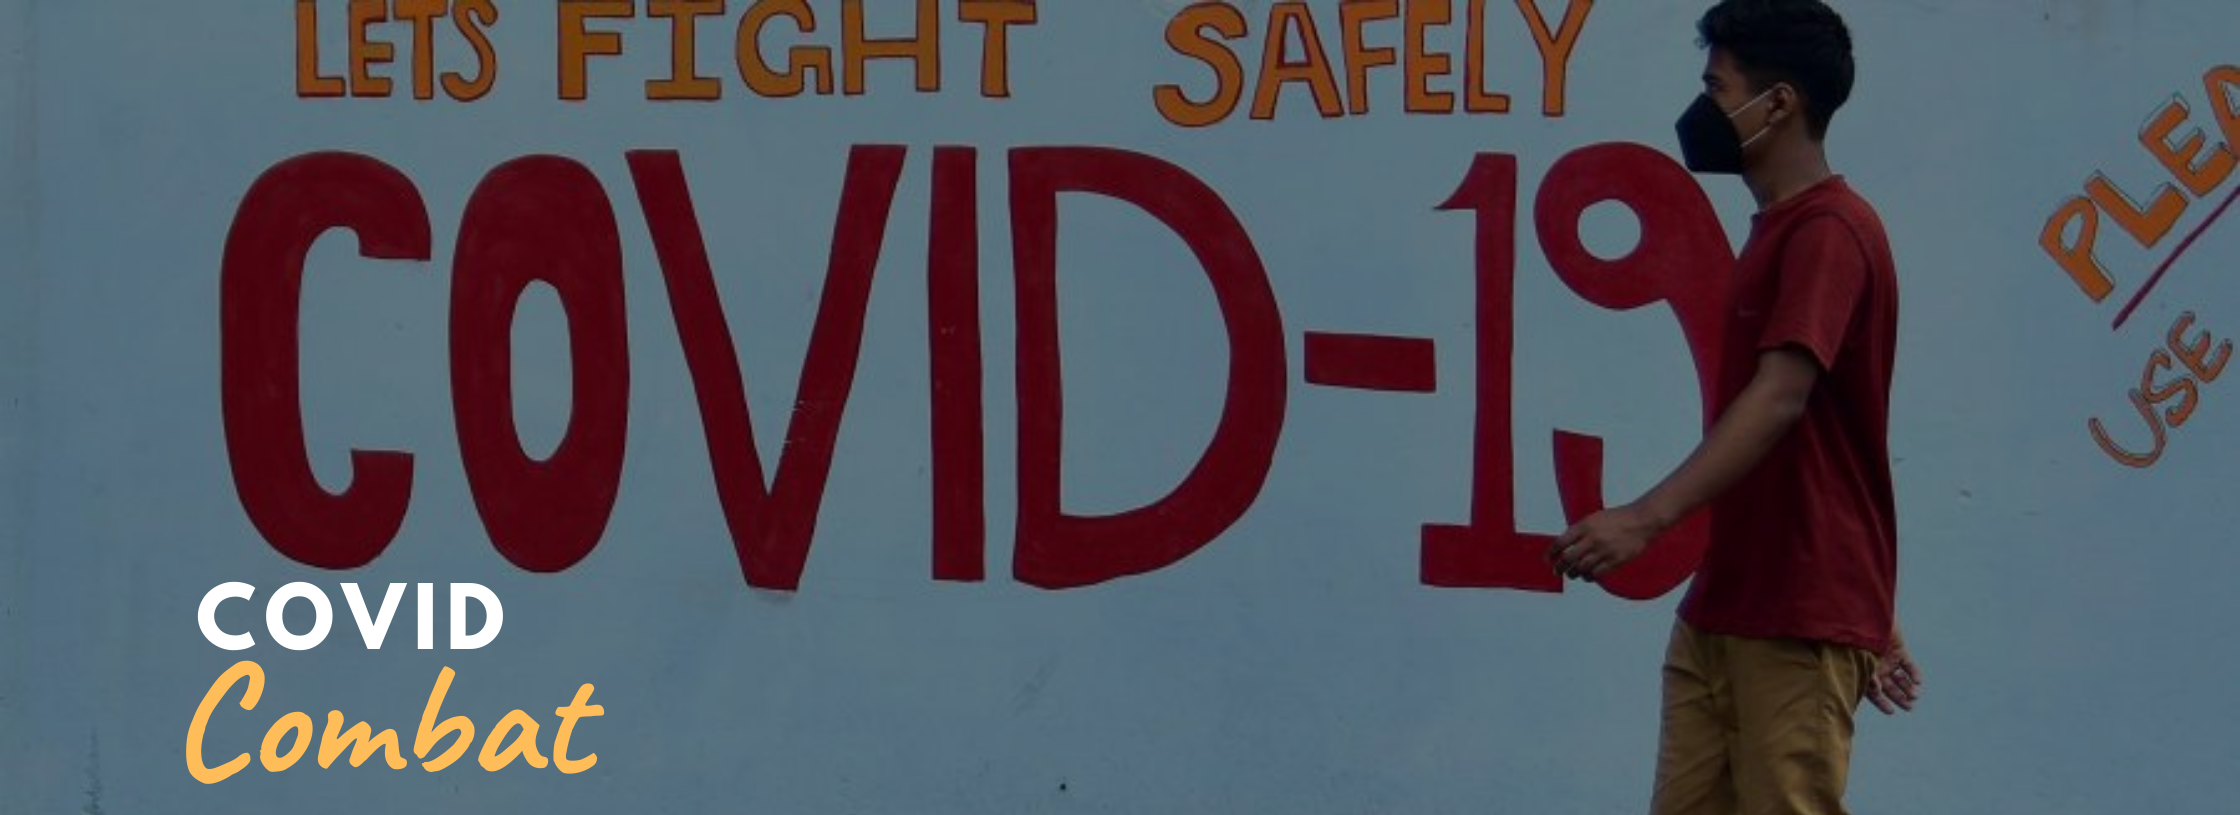 LETS FIGHT SAFELY
COVID-19
PLEA
USE
COVID
Combat